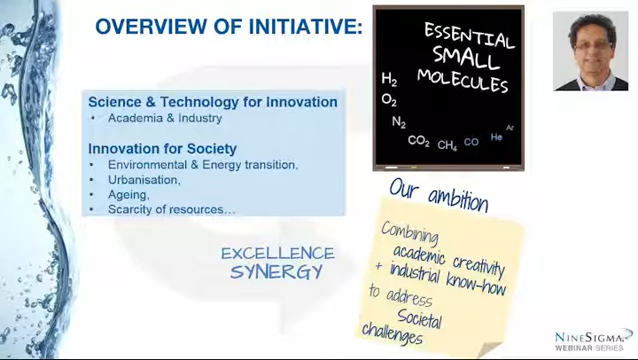 OVERVIEW OF INITIATIVE:
ESSENTIAL
SMALL
MOLECULES
H2
O2
N2
CO2 CH4 CO He Ar
Science & Technology for Innovation
• Academia & Industry
Innovation for Society
• Environmental & Energy transition,
• Urbanisation,
• Ageing,
• Scarcity of resources…
EXCELLENCE
SYNERGY
Our ambition
Combining
academic creativity
+ industrial know-how
to address
Societal
challenges
NINESIGMA
WEBINAR SERIES